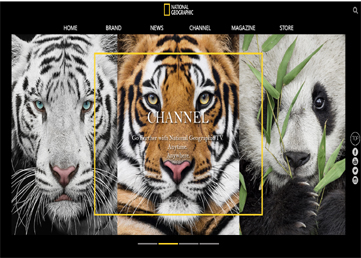 NATIONAL
GEOGRAPHIC
HOME BRAND NEWS CHANNEL MAGAZINE STORE
CHANNEL
Go Further with National Geographic TV
Anytime
Anywhere
TOP